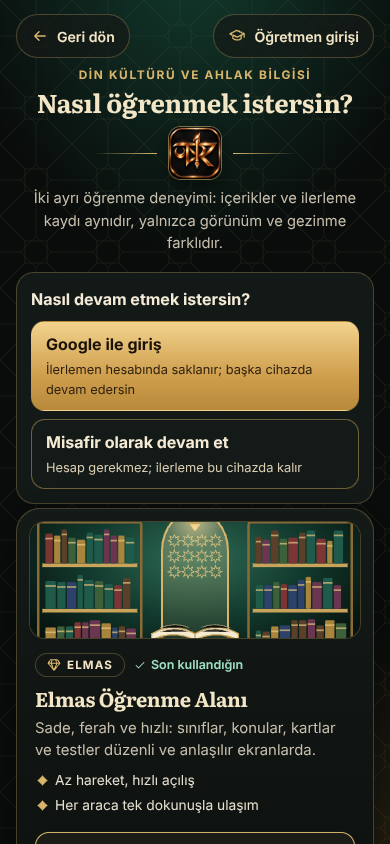 Geri dön
Öğretmen girişi
DİN KÜLTÜRÜ VE AHLAK BİLGİSİ
Nasıl öğrenmek istersin?
İki ayrı öğrenme deneyimi: içerikler ve ilerleme
kaydı aynıdır, yalnızca görünüm ve gezinme
farklıdır.
Nasıl devam etmek istersin?
Google ile giriş
İlerlemen hesabında saklanır; başka cihazda
devam edersin
Misafir olarak devam et
Hesap gerekmez; ilerleme bu cihazda kalır
ELMAS
Son kullandığın
Elmas Öğrenme Alanı
Sade, ferah ve hızlı: sınıflar, konular, kartlar
ve testler düzenli ve anlaşılır ekranlarda.
Az hareket, hızlı açılış
Her araca tek dokunuşla ulaşım